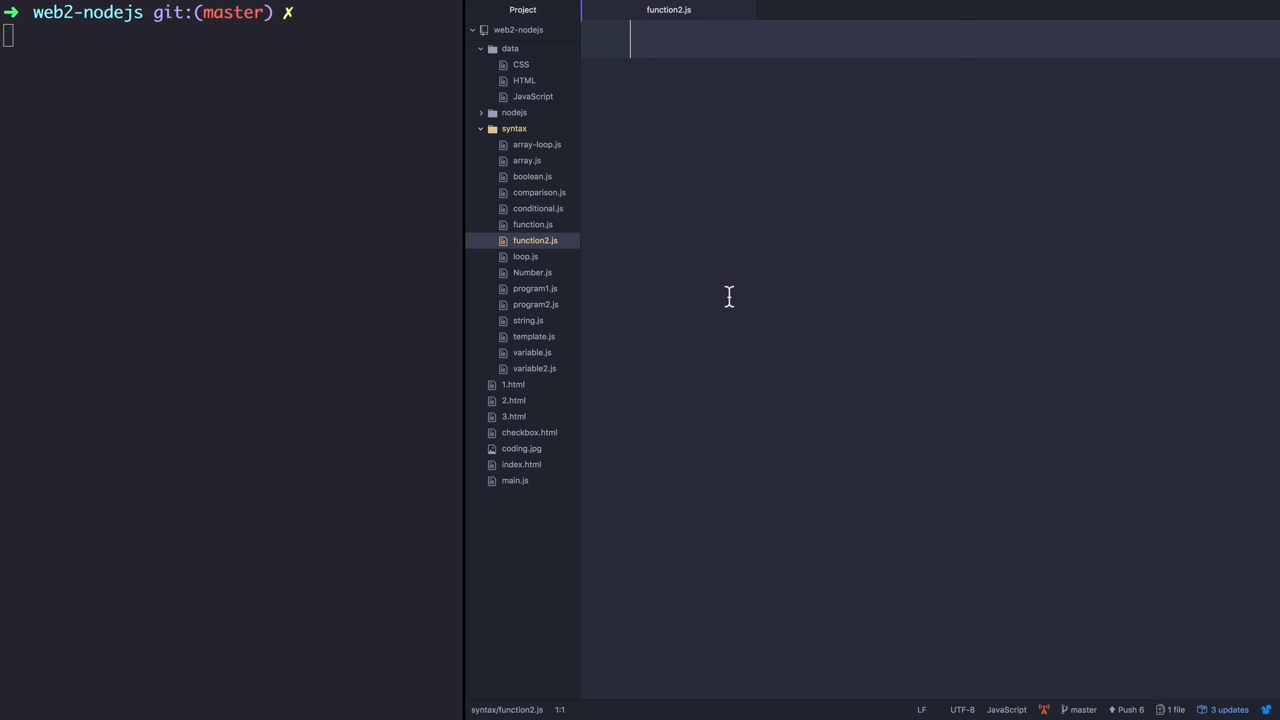 ➜ web2-nodejs git:(master) ✗
Project
web2-nodejs
data
CSS
HTML
JavaScript
nodejs
syntax
array-loop.js
array.js
boolean.js
comparison.js
conditional.js
function.js
function2.js
loop.js
Number.js
program1.js
program2.js
string.js
template.js
variable.js
variable2.js
1.html
2.html
3.html
checkbox.html
coding.jpg
index.html
main.js
function2.js
syntax/function2.js 1:1
LF UTF-8 JavaScript master Push 6 1 file 3 updates